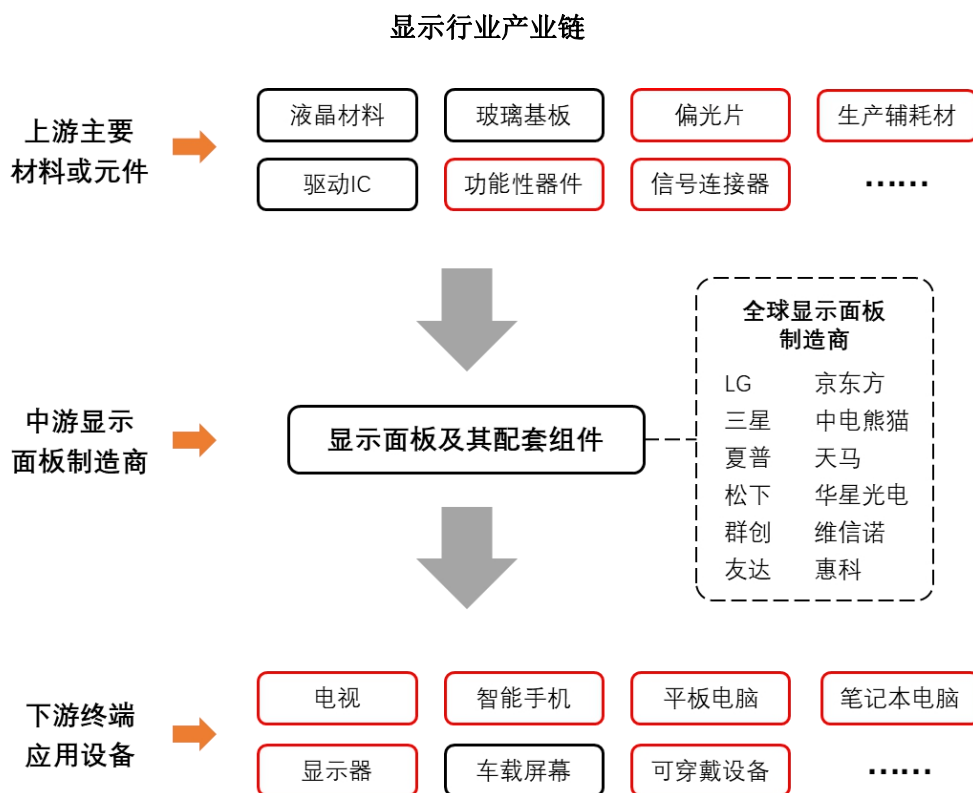 显示行业产业链
上游主要
材料或元件
液晶材料 玻璃基板 偏光片 生产辅耗材
驱动IC 功能性器件 信号连接器 ······
中游显示
面板制造商
显示面板及其配套组件
全球显示面板
制造商
LG 京东方
三星 中电熊猫
夏普 天马
松下 华星光电
群创 维信诺
友达 惠科
下游终端
应用设备
电视 智能手机 平板电脑 笔记本电脑
显示器 车载屏幕 可穿戴设备 ······